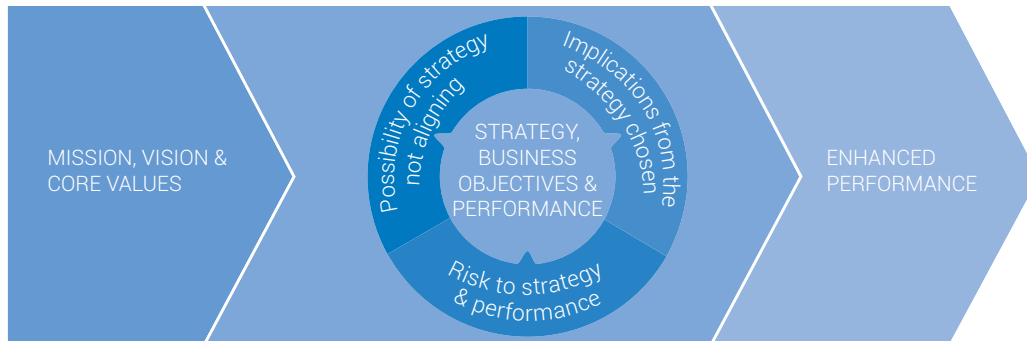 MISSION, VISION &
CORE VALUES
Possibility of strategy
not aligning
Implications from the
strategy chosen
STRATEGY,
BUSINESS
OBJECTIVES &
PERFORMANCE
Risk to strategy
& performance
ENHANCED
PERFORMANCE